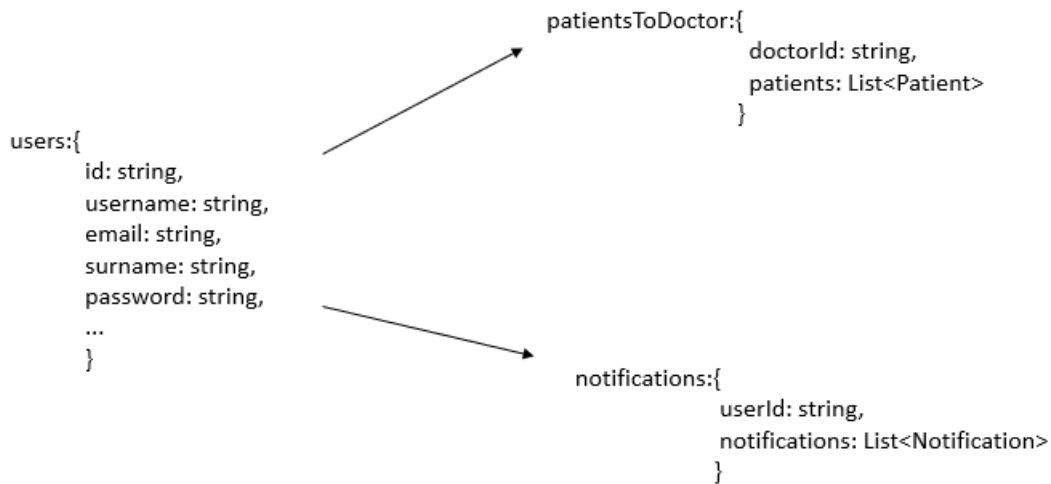 patientsToDoctor:{
doctorId: string,
patients: List<Patient>
}
users:{
id: string,
username: string,
email: string,
surname: string,
password: string,
...
}
notifications:{
userId: string,
notifications: List<Notification>
}